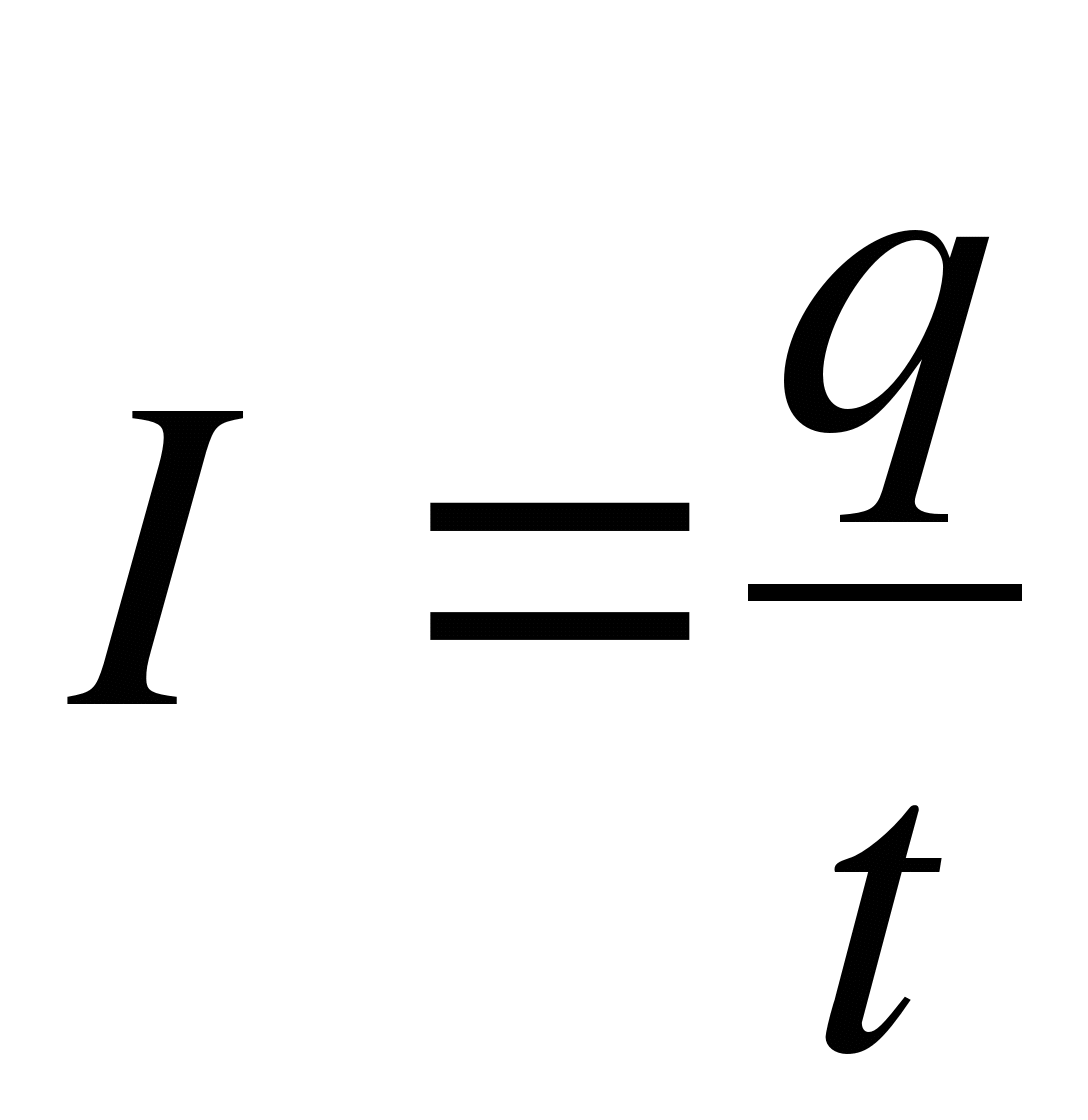 I = q/t